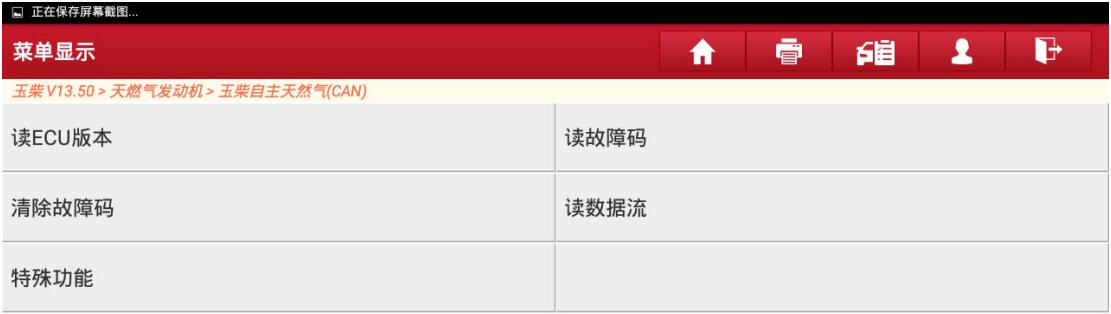 正在保存屏幕截图...
菜单显示
玉柴 V13.50 > 天燃气发动机 > 玉柴自主天然气(CAN)
读ECU版本
读故障码
清除故障码
读数据流
特殊功能